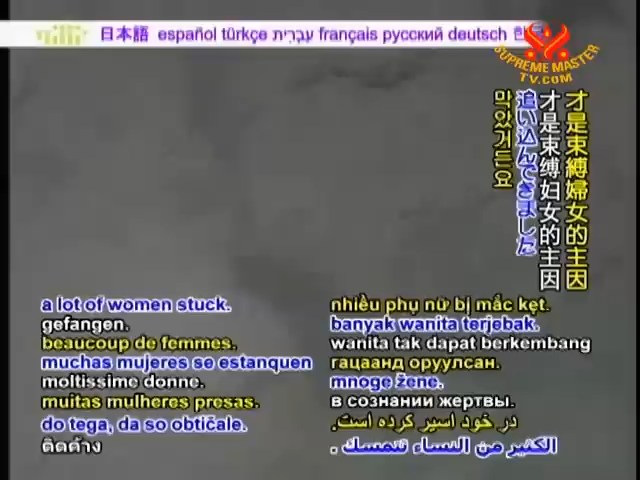 日本語 español türkçe עברית français русский deutsch 한국
SUPREME MASTER
TV.COM
才是束縛婦女的主因
才是束缚妇女的主因
追い込んできました
막았거든요
a lot of women stuck.
gefangen.
beaucoup de femmes.
muchas mujeres se estanquen
moltissime donne.
muitas mulheres presas.
do tega, da so obtičale.
ติดค้าง
nhiều phụ nữ bị mắc kẹt.
banyak wanita terjebak.
wanita tak dapat berkembang
гацаанд оруулсан.
mnoge žene.
в сознании жертвы.
در خود اسیر کرده است.
الكثير من النساء تتمسك .